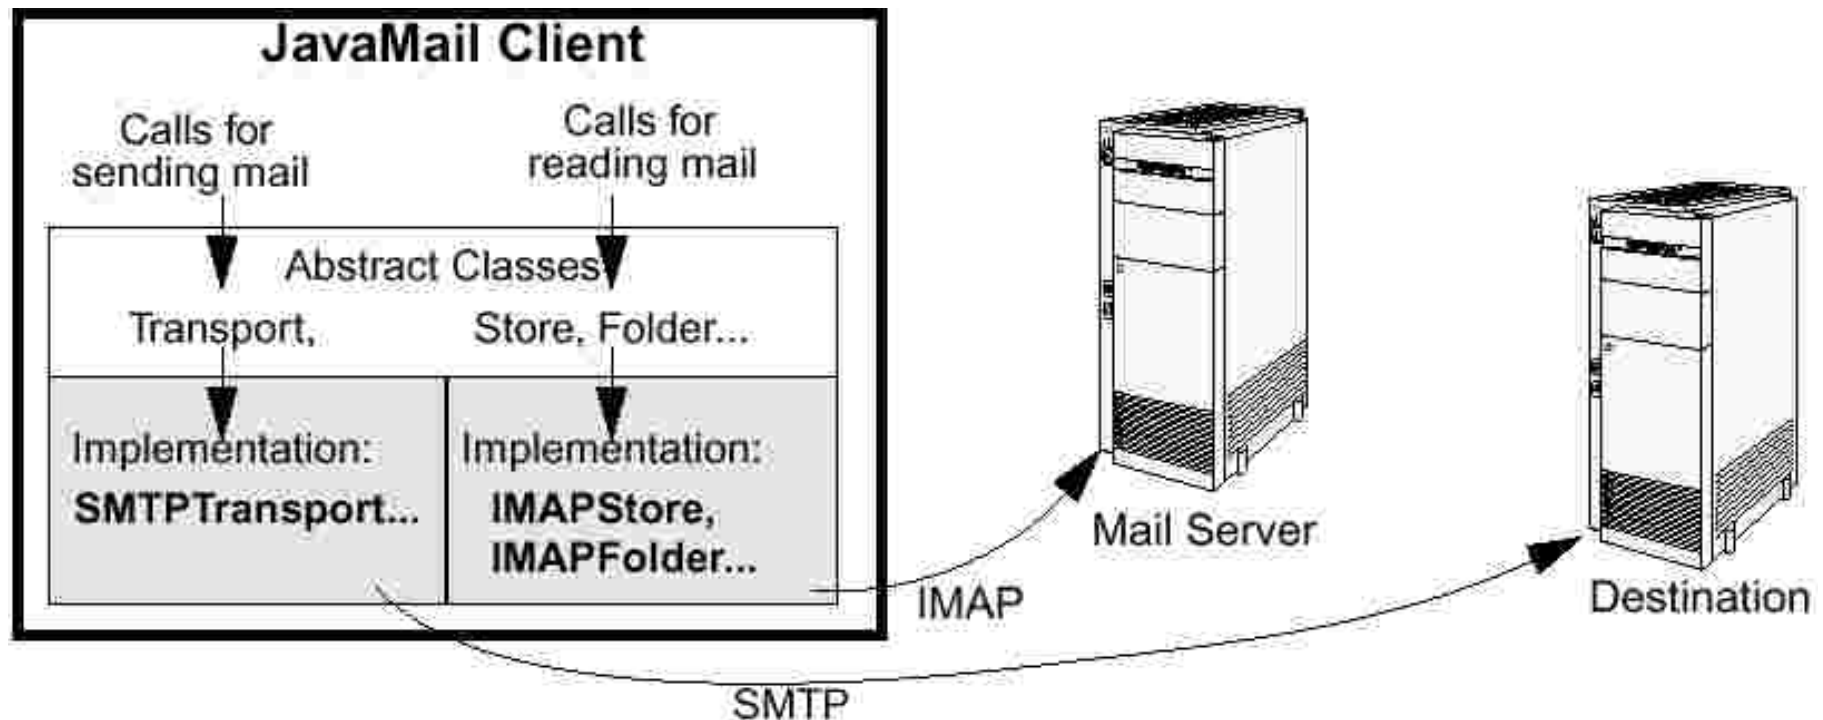 JavaMail Client
Calls for
sending mail
Calls for
reading mail
Abstract Classes
Transport,
Store, Folder...
Implementation:
SMTPTransport...
Implementation:
IMAPStore,
IMAPFolder...
Mail Server
Destination
IMAP
SMTP